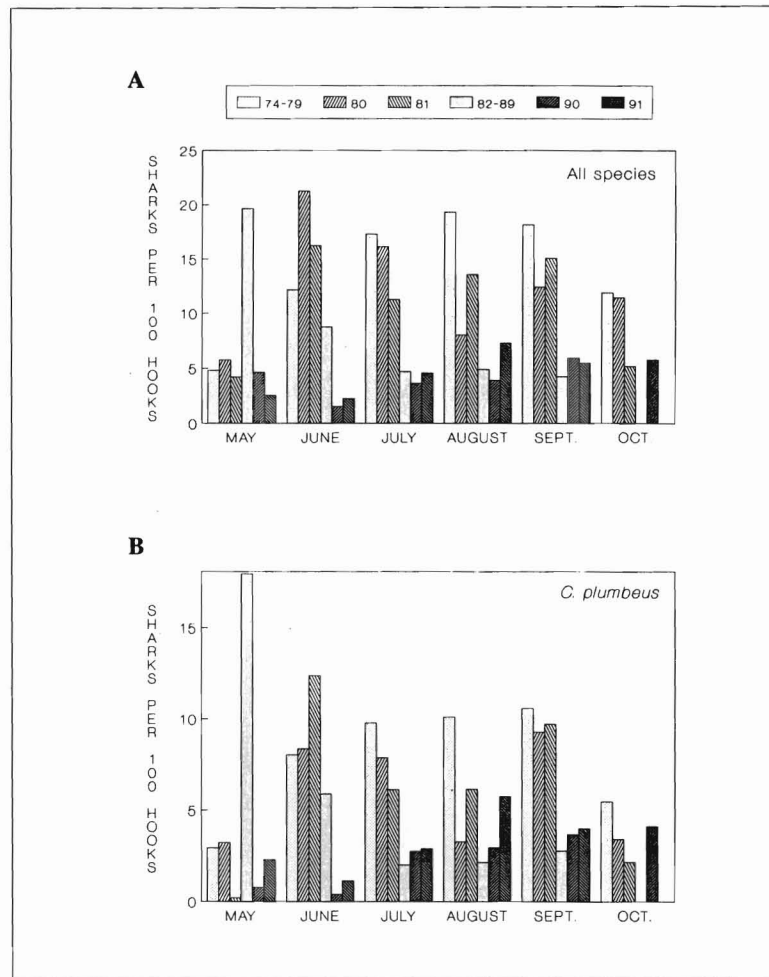 A
74-79 80 81 82-89 90 91
SHARKS PER 100 HOOKS
25
20
15
10
5
0
All species
MAY JUNE JULY AUGUST SEPT. OCT
B
SHARKS PER 100 HOOKS
15
10
5
0
C. plumbeus
MAY JUNE JULY AUGUST SEPT. OCT.